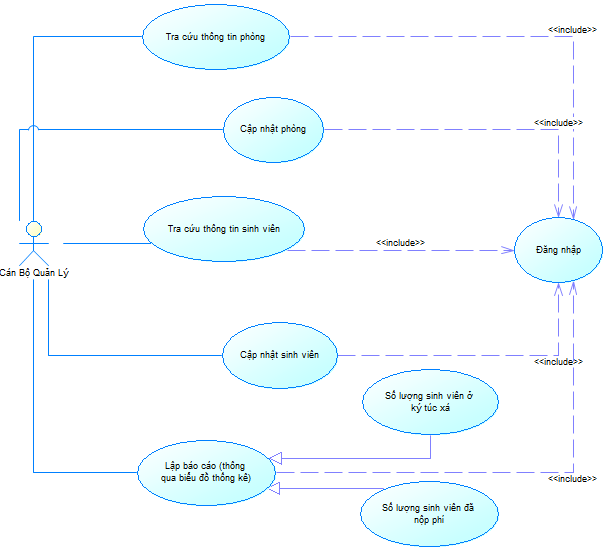 <<include>>
Tra cứu thông tin phòng
<<include>>
Cập nhật phòng
Tra cứu thông tin sinh viên
<<include>>
Đăng nhập
Cán Bộ Quản Lý
Cập nhật sinh viên
<<include>>
Số lượng sinh viên ở
ký túc xá
Lập báo cáo (thông
qua biểu đồ thống kê)
<<include>>
Số lượng sinh viên đã
nộp phí